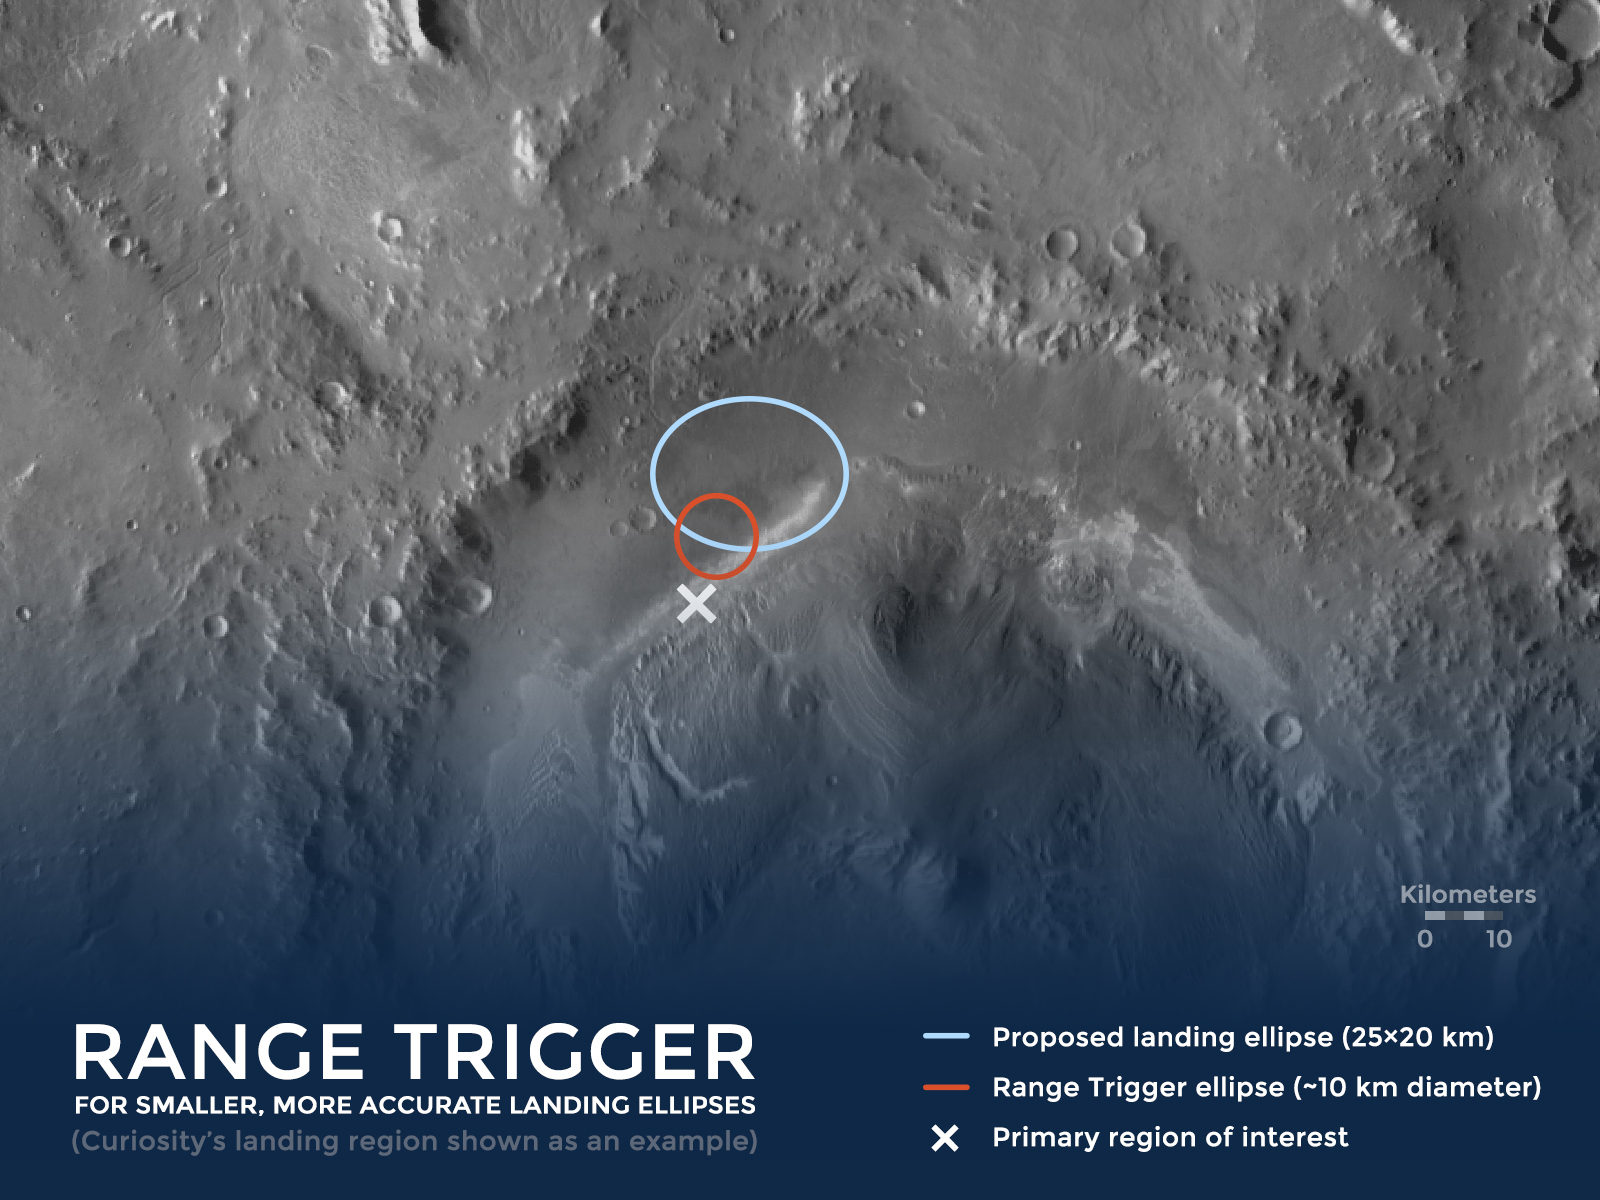 Kilometers
0 10
RANGE TRIGGER
FOR SMALLER, MORE ACCURATE LANDING ELLIPSES
(Curiosity’s landing region shown as an example)
Proposed landing ellipse (25×20 km)
Range Trigger ellipse (~10 km diameter)
Primary region of interest